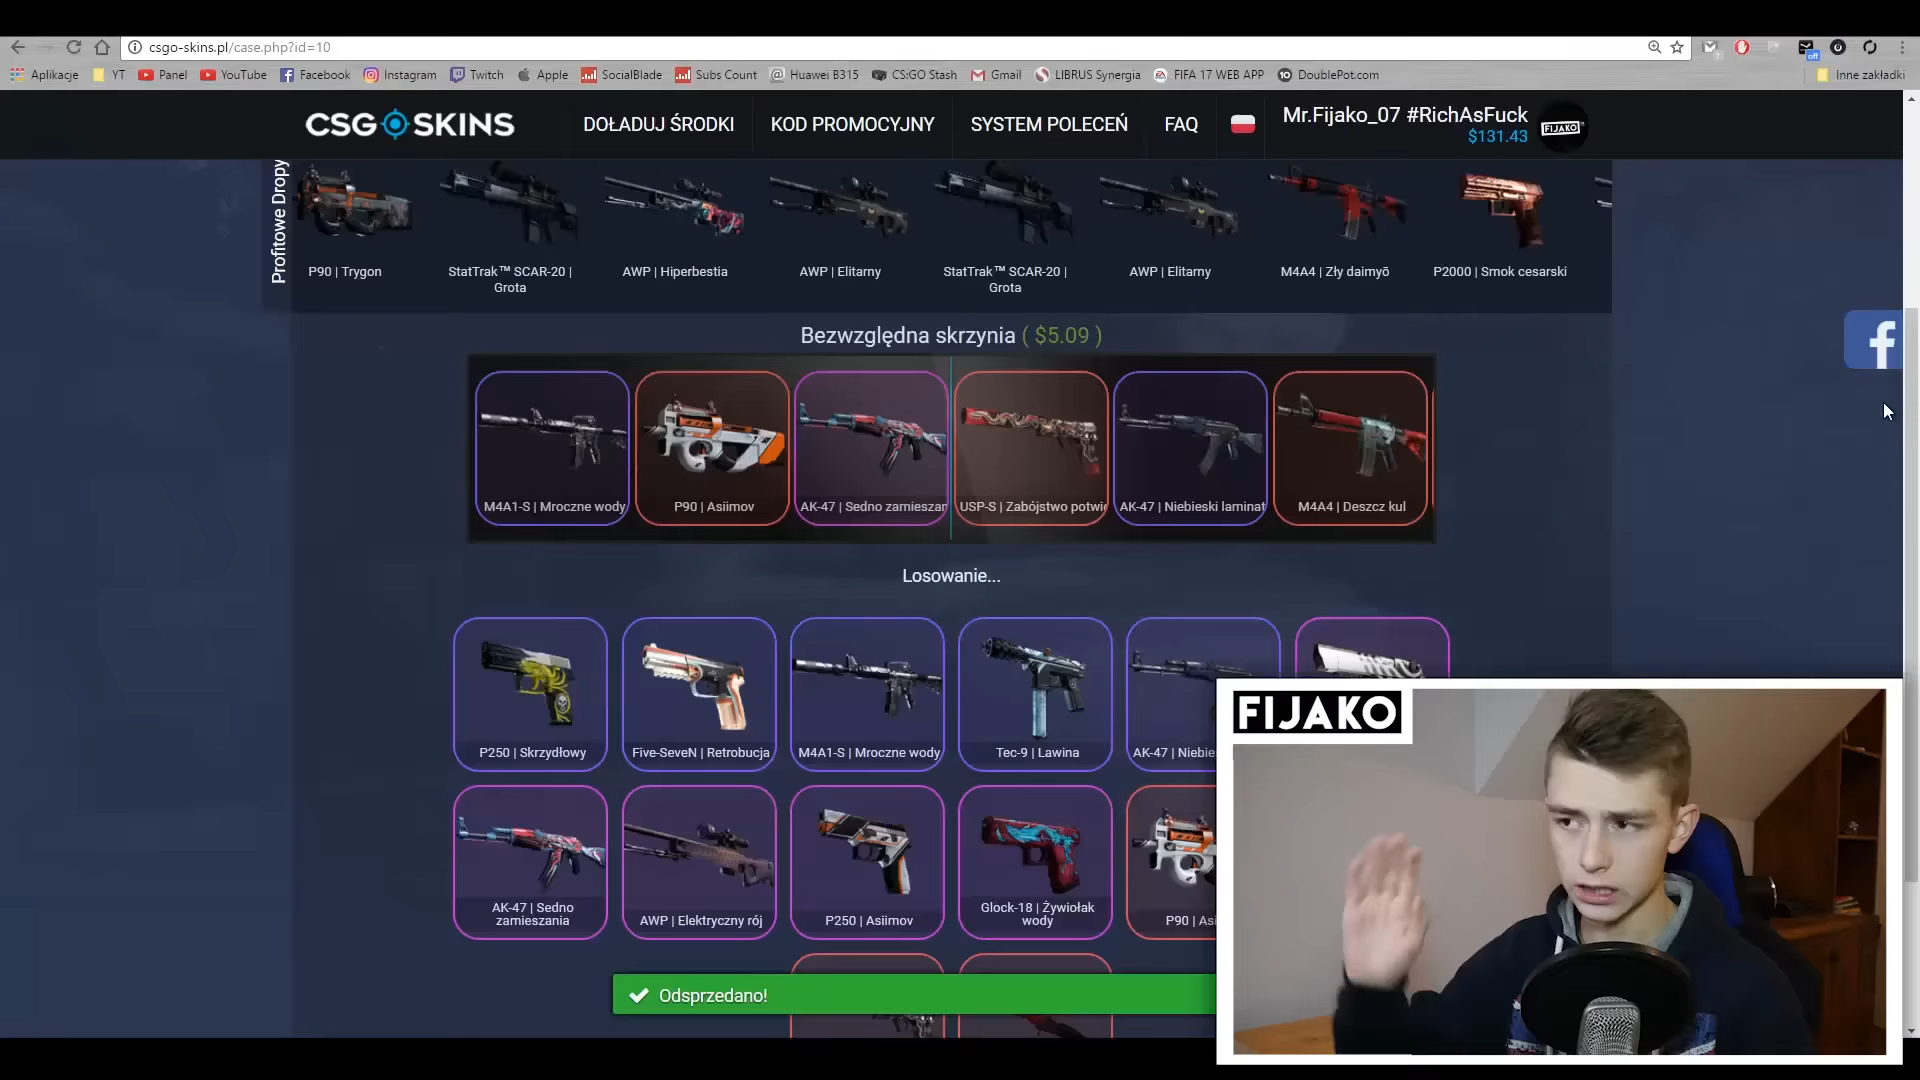 csgo-skins.pl/case.php?id=10
Aplikacje YT Panel YouTube Facebook Instagram Twitch Apple SocialBlade Subs Count Huawei B315 CS:GO Stash Gmail LIBRUS Synergia FIFA 17 WEB APP DoublePot.com Inne zakładki
CSG SKINS DOŁADUJ ŚRODKI KOD PROMOCYJNY SYSTEM POLECEŃ FAQ Mr.Fijako_07 #RichAsFuck
$131.43
FIJAKO
Profitowe Dropy
P90 | Trygon
StatTrak™ SCAR-20 |
Grota
AWP | Hiperbestia
AWP | Elitarny
StatTrak™ SCAR-20 |
Grota
AWP | Elitarny
M4A4 | Zły daimyō
P2000 | Smok cesarski
Bezwzględna skrzynia ( $5.09 )
M4A1-S | Mroczne wody
P90 | Asiimov
AK-47 | Sedno zamieszar
USP-S | Zabójstwo potwie
AK-47 | Niebieski laminat
M4A4 | Deszcz kul
Losowanie...
P250 | Skrzydłowy
Five-SeveN | Retrobucja
M4A1-S | Mroczne wody
Tec-9 | Lawina
AK-47 | Niebie
AK-47 | Sedno
zamieszania
AWP | Elektryczny rój
P250 | Asiimov
Glock-18 | Żywiołak
wody
P90 | Asi
Odsprzedano!
FIJAKO
off